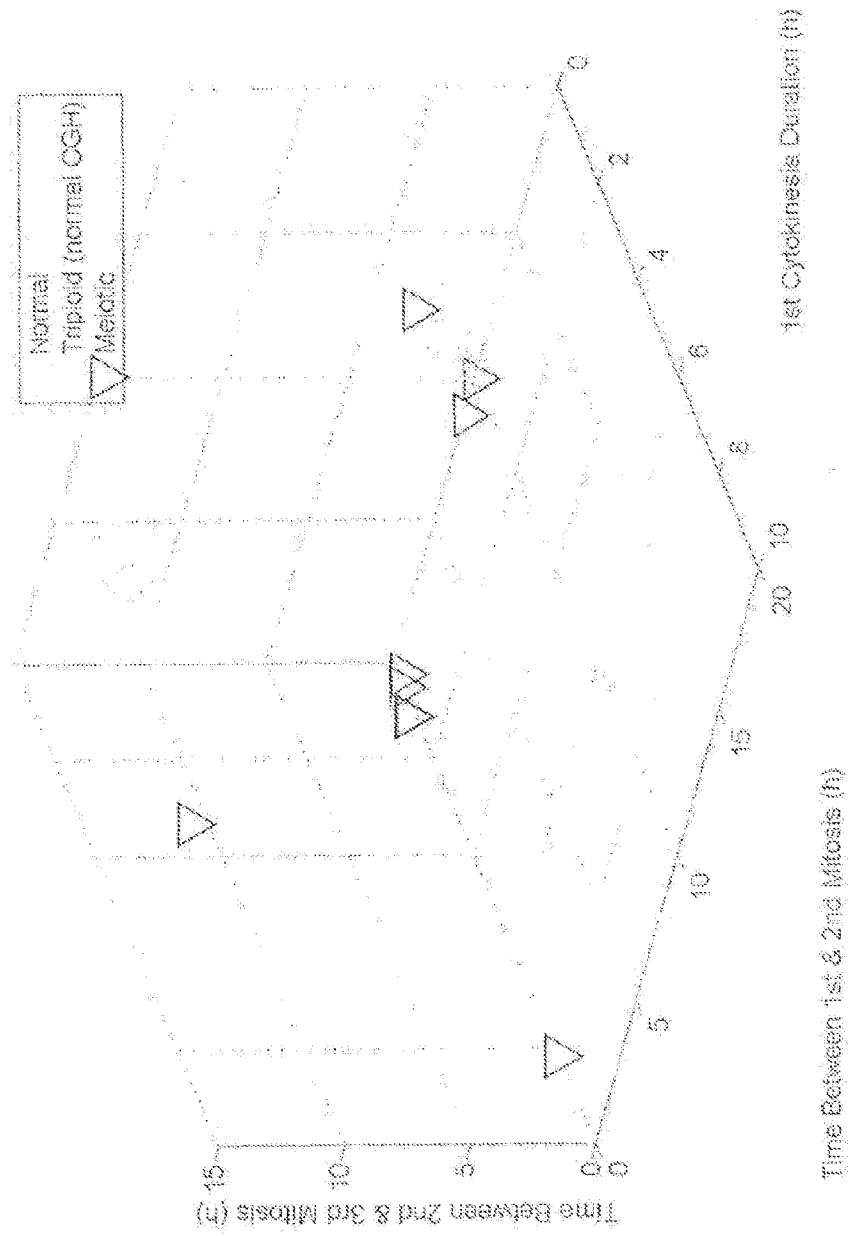 Normal
Triploid (normal CGH)
Meiotic
Time Between 2nd & 3rd Mitosis (h)
15
10
5
0
0
5
10
15
20
Time Between 1st & 2nd Mitosis (h)
0
2
4
6
8
10
1st Cytokinesis Duration (h)